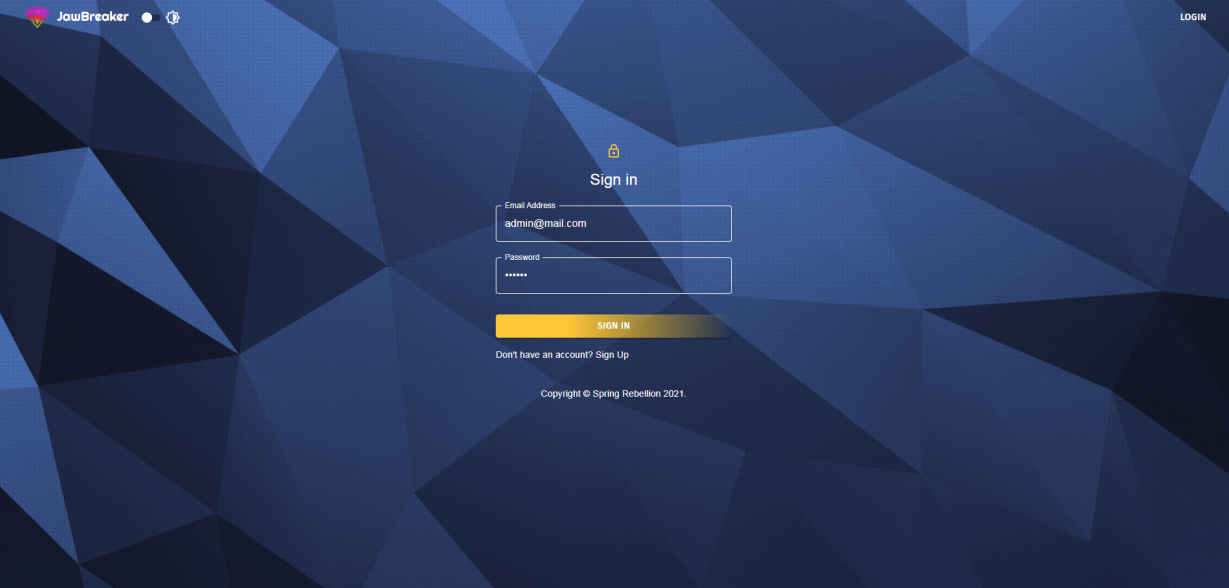 JawBreaker
LOGIN
Sign in
Email Address
admin@mail.com
Password
••••••
SIGN IN
Don't have an account? Sign Up
Copyright © Spring Rebellion 2021.